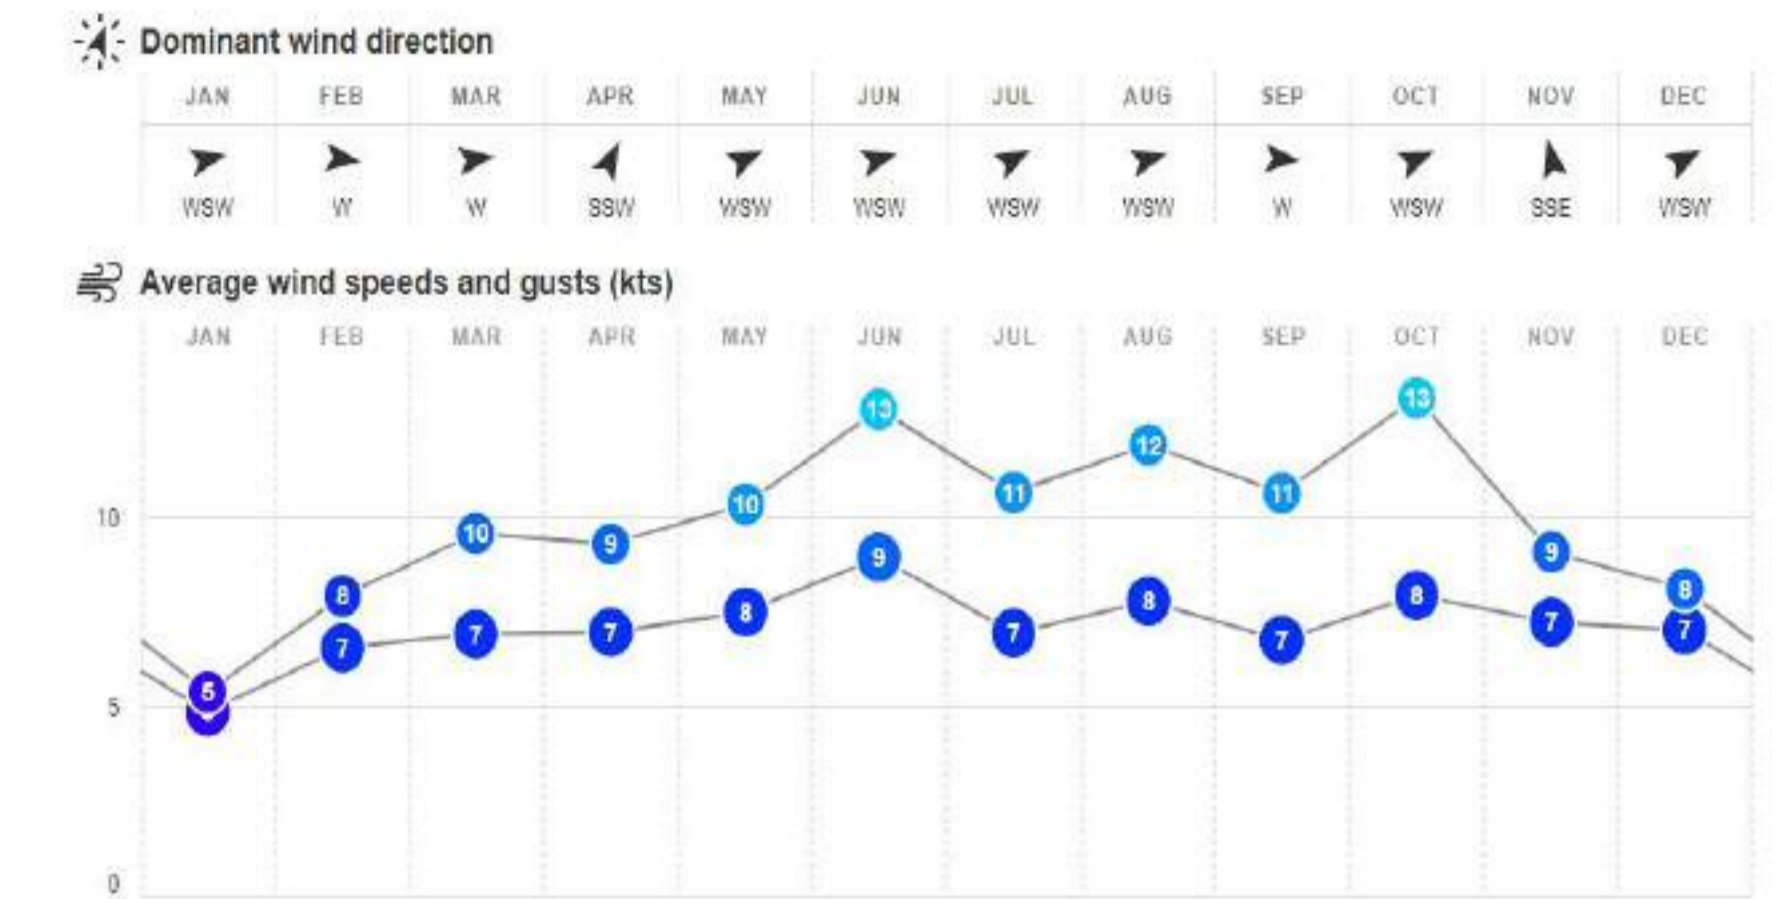 Dominant wind direction
JAN FEB MAR APR MAY JUN JUL AUG SEP OCT NOV DEC
WSW W W SSW WSW WSW WSW WSW W WSW SSE WSW
Average wind speeds and gusts (kts)
JAN FEB MAR APR MAY JUN JUL AUG SEP OCT NOV DEC
13 13
12
11 11
10
10
10 9 9
9
8 8
8 8 8
7 7 7 7 7 7 7
5
5
0